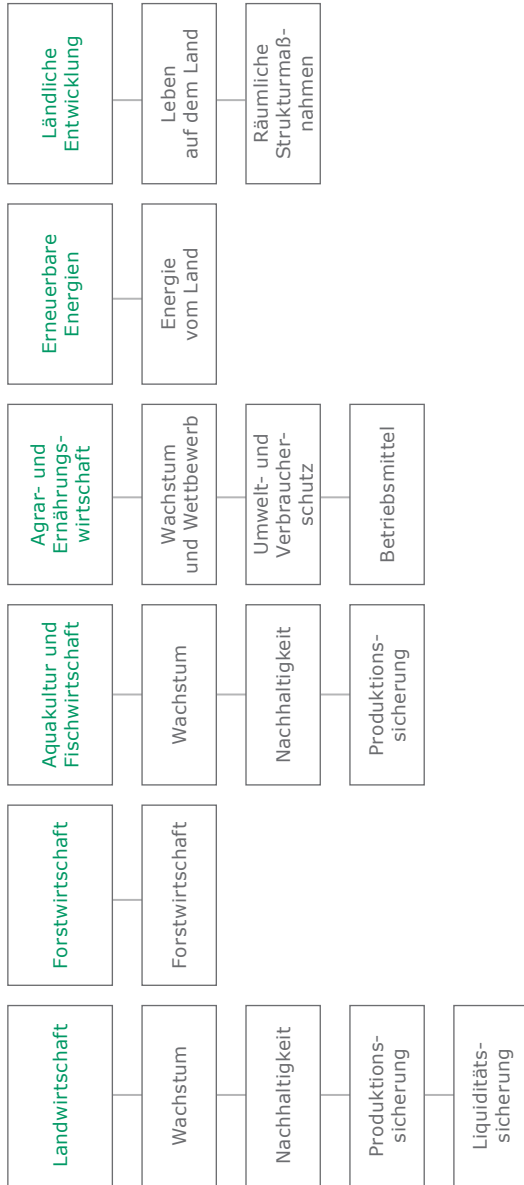 Landwirtschaft
Wachstum
Nachhaltigkeit
Produktions-
sicherung
Liquiditäts-
sicherung
Forstwirtschaft
Forstwirtschaft
Aquakultur und
Fischwirtschaft
Wachstum
Nachhaltigkeit
Produktions-
sicherung
Agrar- und
Ernährungs-
wirtschaft
Wachstum
und Wettbewerb
Umwelt- und
Verbraucher-
schutz
Betriebsmittel
Erneuerbare
Energien
Energie
vom Land
Ländliche
Entwicklung
Leben
auf dem Land
Räumliche
Strukturmaß-
nahmen